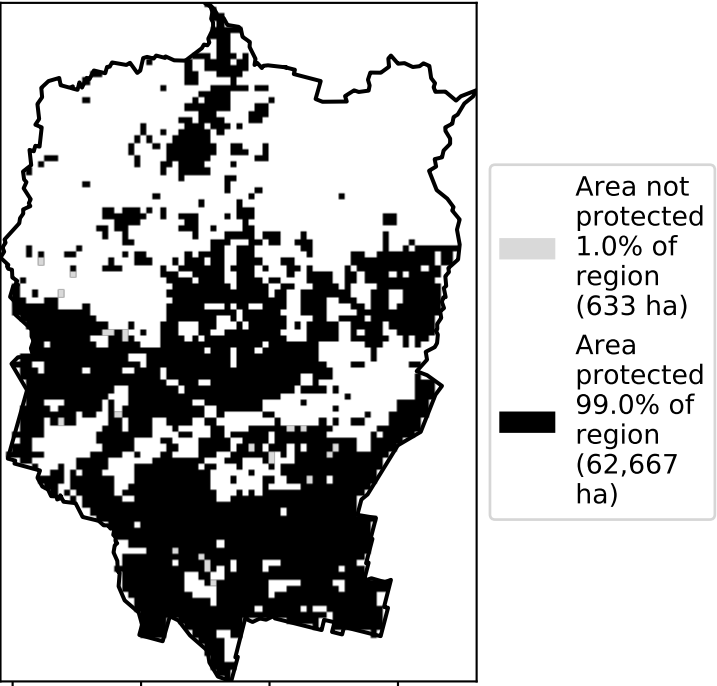 Area not
protected
1.0% of
region
(633 ha)
Area
protected
99.0% of
region
(62,667
ha)